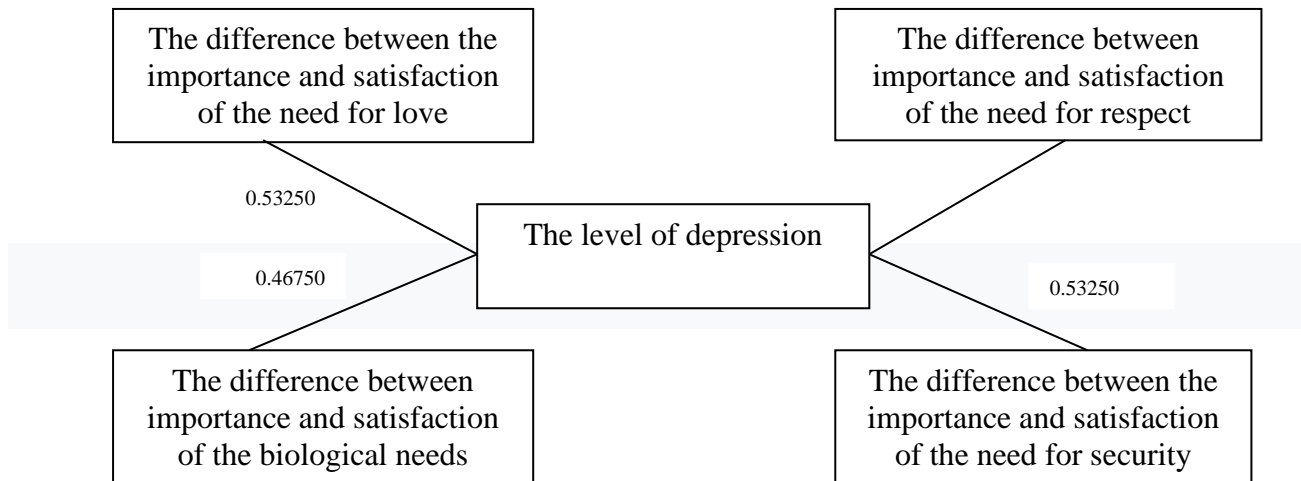 The difference between the
importance and satisfaction
of the need for love
The difference between
importance and satisfaction
of the need for respect
0.53250
The level of depression
0.46750
0.53250
The difference between
importance and satisfaction
of the biological needs
The difference between the
importance and satisfaction
of the need for security